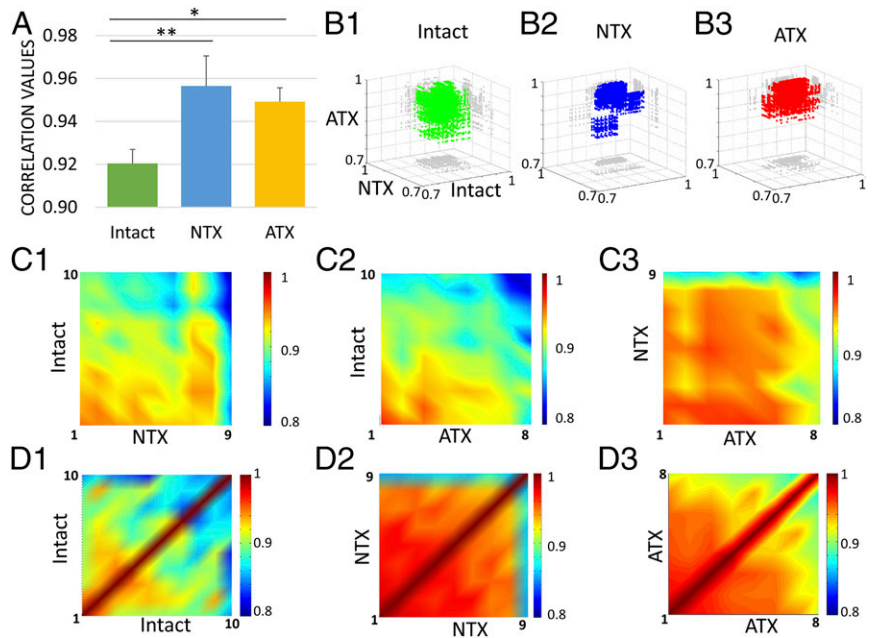 A
CORRELATION VALUES
0.98
0.96
0.94
0.92
0.90
*
**
Intact NTX ATX
B1
Intact
1
ATX
0.7
NTX
0.7 0.7
Intact
1
B2
NTX
1
0.7
0.7
0.7
1
B3
ATX
1
0.7
0.7
0.7
1
C1
10
Intact
1
NTX
9
1
0.9
0.8
C2
10
Intact
1
ATX
8
1
0.9
0.8
C3
9
NTX
1
ATX
8
1
0.9
0.8
D1
10
Intact
1
Intact
10
1
0.9
0.8
D2
9
NTX
1
NTX
9
1
0.9
0.8
D3
8
ATX
1
ATX
8
1
0.9
0.8